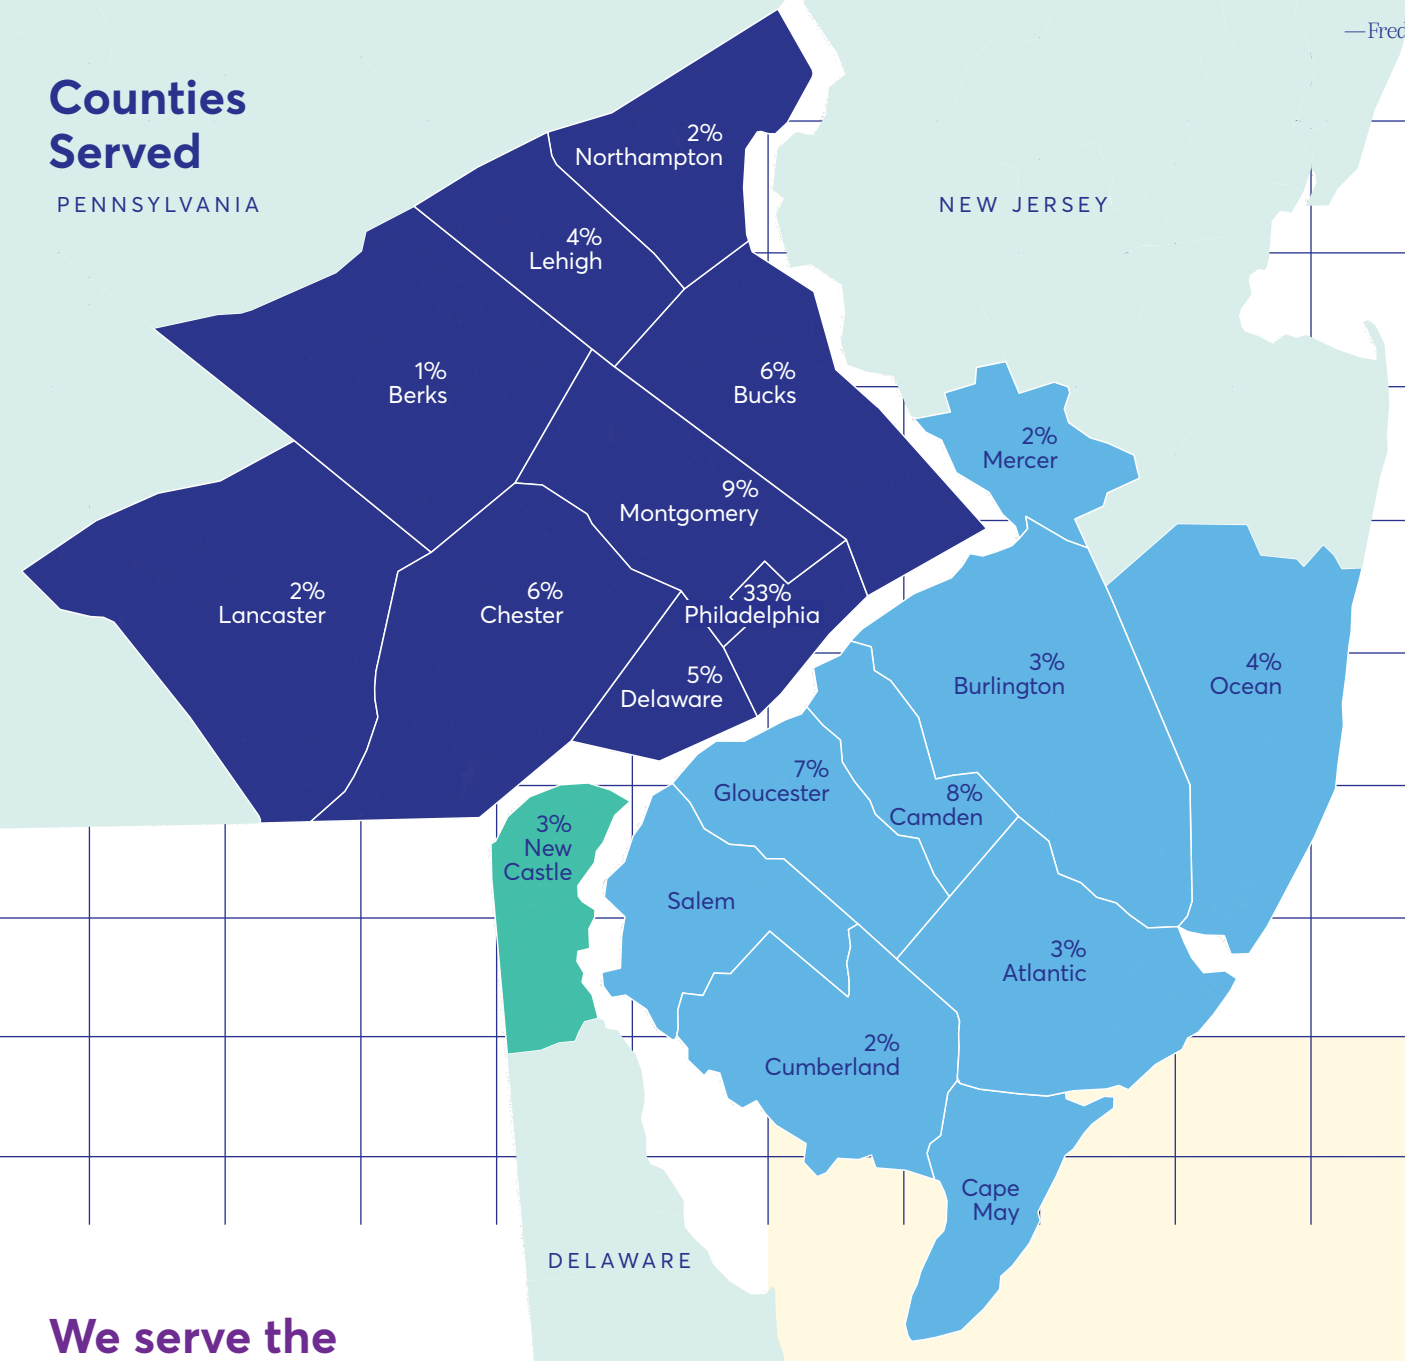 —Fred
Counties
Served
PENNSYLVANIA
NEW JERSEY
2%
Northampton
4%
Lehigh
1%
Berks
6%
Bucks
2%
Mercer
9%
Montgomery
2%
Lancaster
6%
Chester
33%
Philadelphia
5%
Delaware
3%
Burlington
4%
Ocean
7%
Gloucester
8%
Camden
3%
New
Castle
Salem
3%
Atlantic
2%
Cumberland
Cape
May
DELAWARE
We serve the